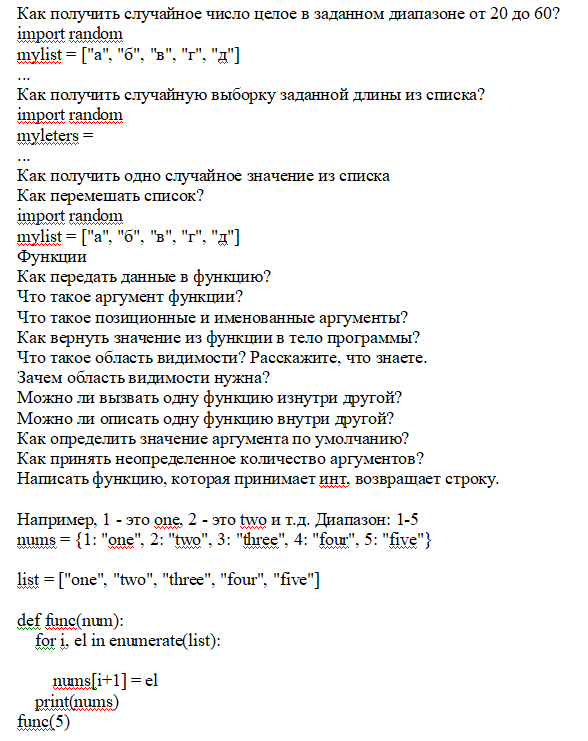 Как получить случайное число целое в заданном диапазоне от 20 до 60?
import random
mylist = ["а", "б", "в", "г", "д"]
...
Как получить случайную выборку заданной длины из списка?
import random
myleters =
...
Как получить одно случайное значение из списка
Как перемешать список?
import random
mylist = ["а", "б", "в", "г", "д"]
Функции
Как передать данные в функцию?
Что такое аргумент функции?
Что такое позиционные и именованные аргументы?
Как вернуть значение из функции в тело программы?
Что такое область видимости? Расскажите, что знаете.
Зачем область видимости нужна?
Можно ли вызвать одну функцию изнутри другой?
Можно ли описать одну функцию внутри другой?
Как определить значение аргумента по умолчанию?
Как принять неопределенное количество аргументов?
Написать функцию, которая принимает инт, возвращает строку.
Например, 1 - это one, 2 - это two и т.д. Диапазон: 1-5
nums = {1: "one", 2: "two", 3: "three", 4: "four", 5: "five"}
list = ["one", "two", "three", "four", "five"]
def func(num):
for i, el in enumerate(list):
nums[i+1] = el
print(nums)
func(5)